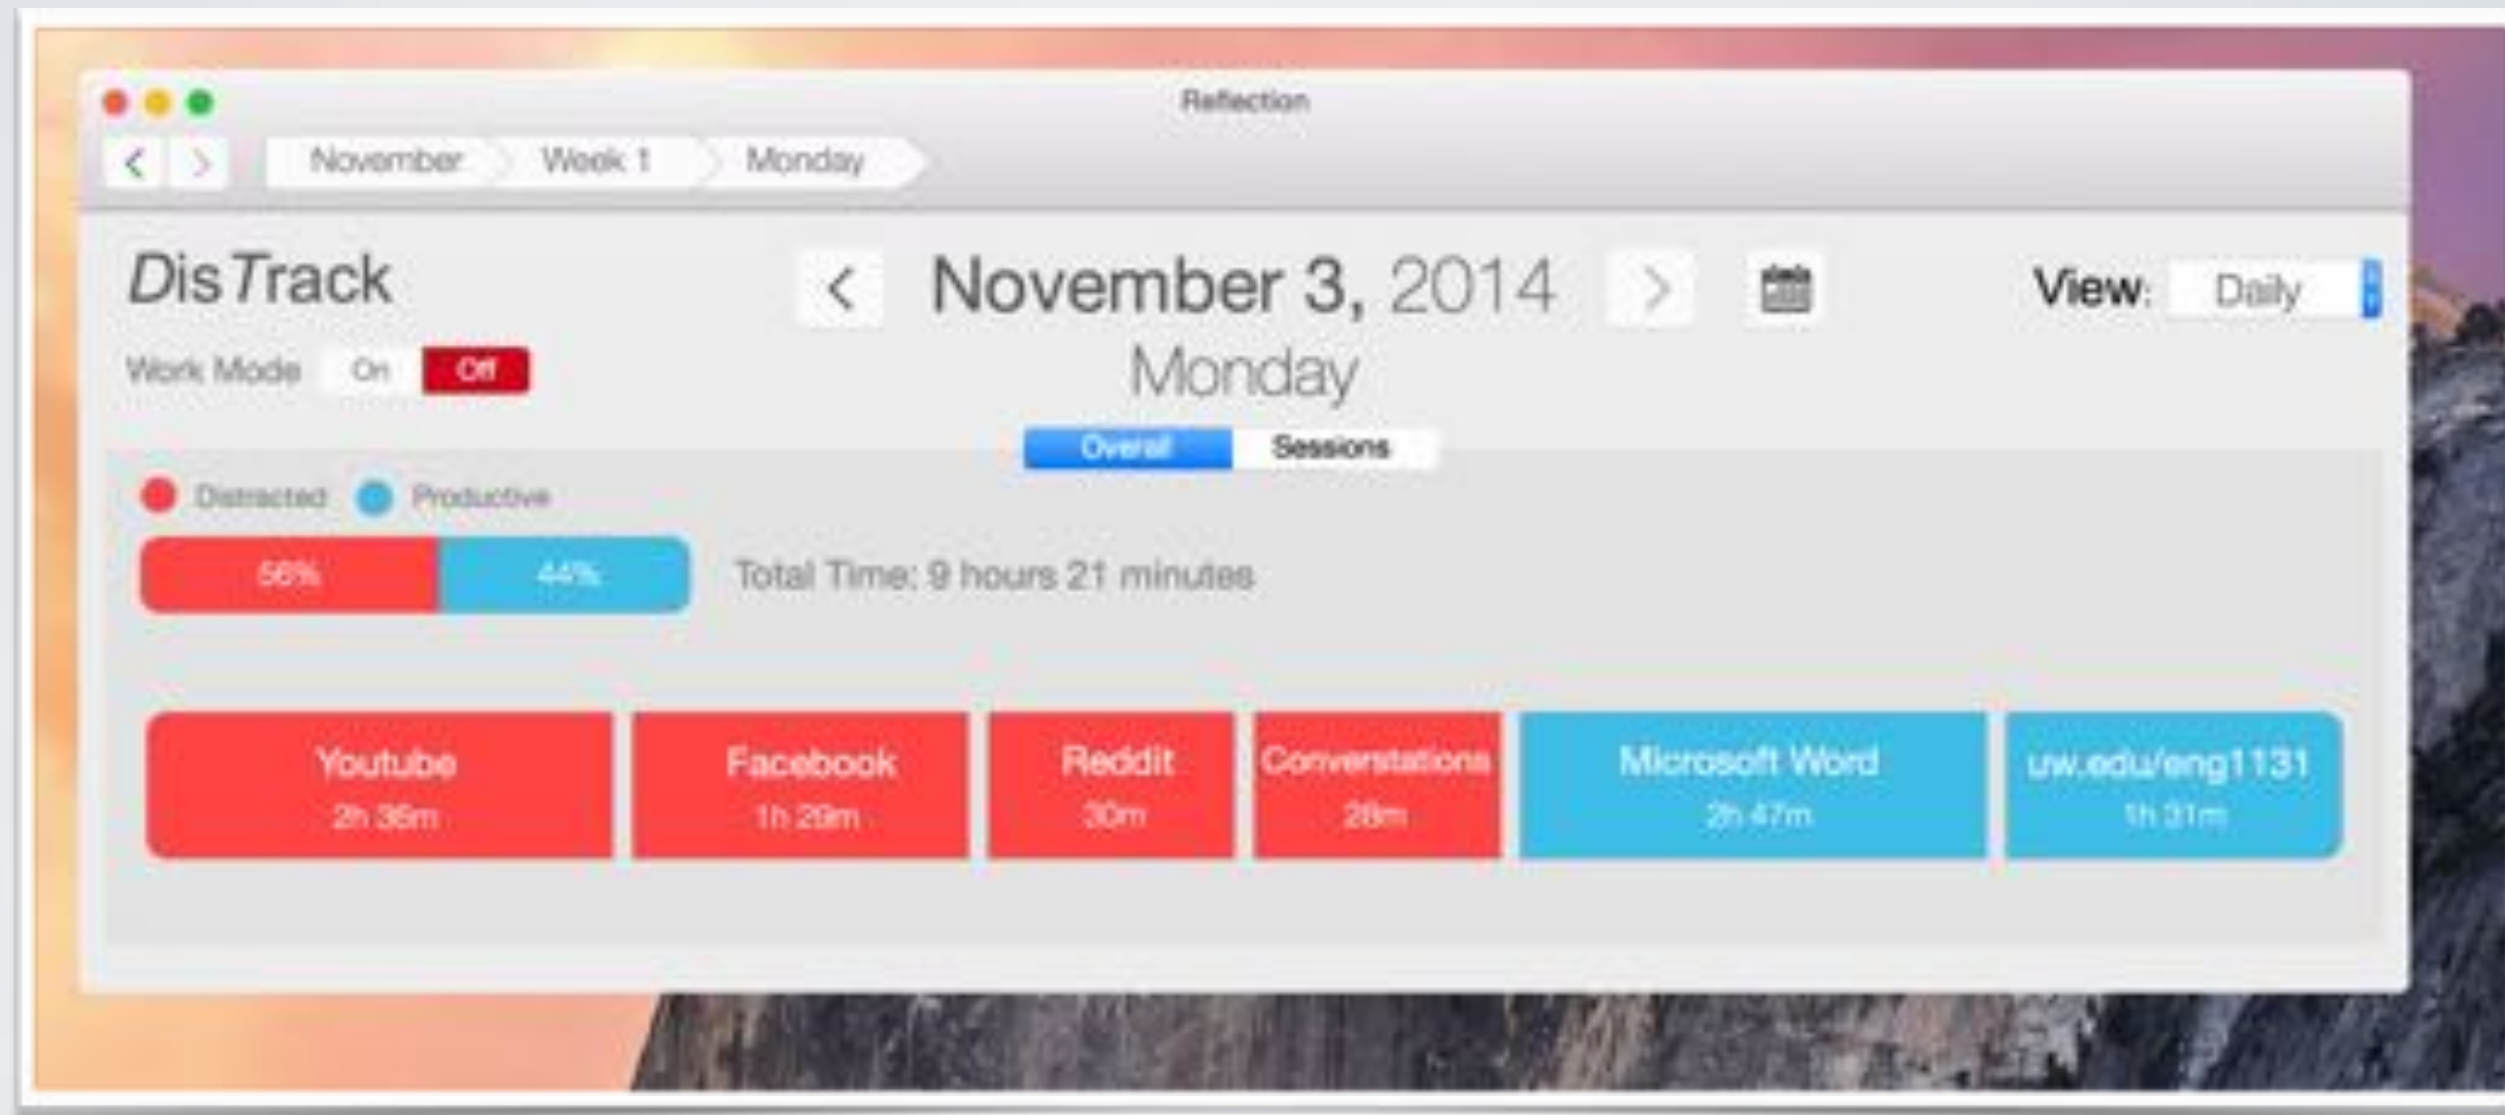 Reflection
November Week 1 Monday
DisTrack
November 3, 2014
View: Daily
Work Mode On Off
Monday
Overall Sessions
Distracted Productive
56% 44% Total Time: 9 hours 21 minutes
Youtube Facebook Reddit Converstations Microsoft Word uw.edu/eng1131
2h 36m 1h 29m 30m 28m 2h 47m 1h 31m